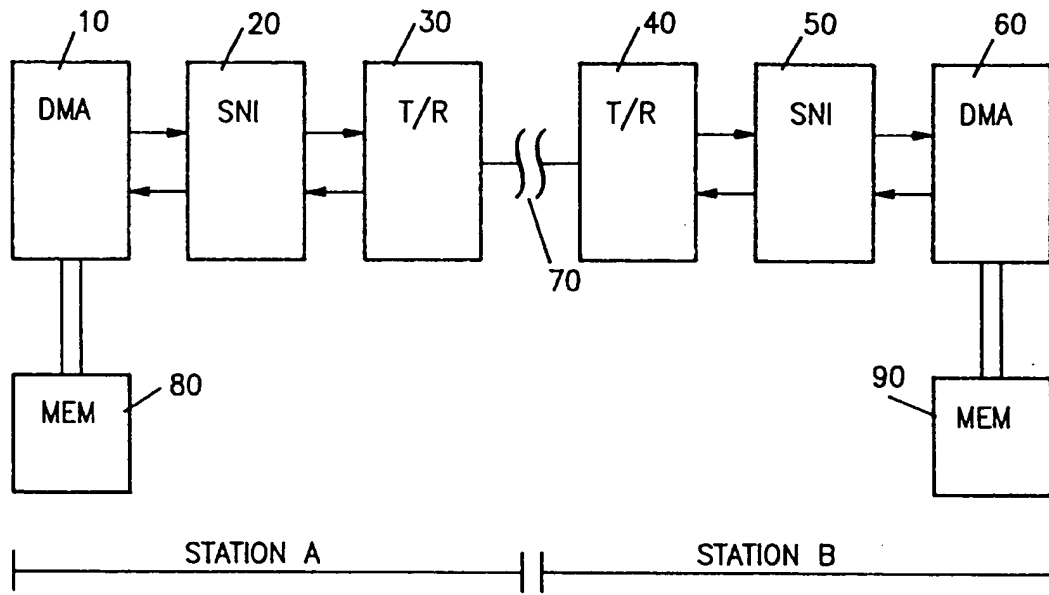 10 20 30 40 50 60
DMA SNI T/R T/R SNI DMA
70
MEM 80 90 MEM
STATION A STATION B